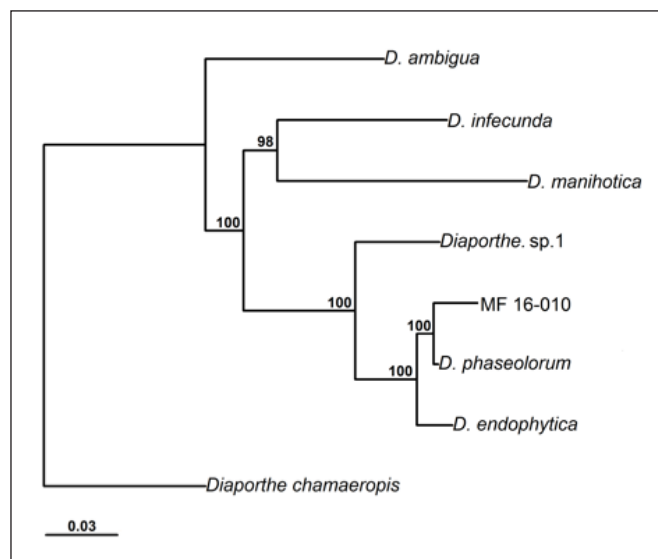 D. ambigua
D. infecunda
98
D. manihotica
100
Diaporthe. sp.1
MF 16-010
100
100
D. phaseolorum
100
D. endophytica
Diaporthe chamaeropis
0.03